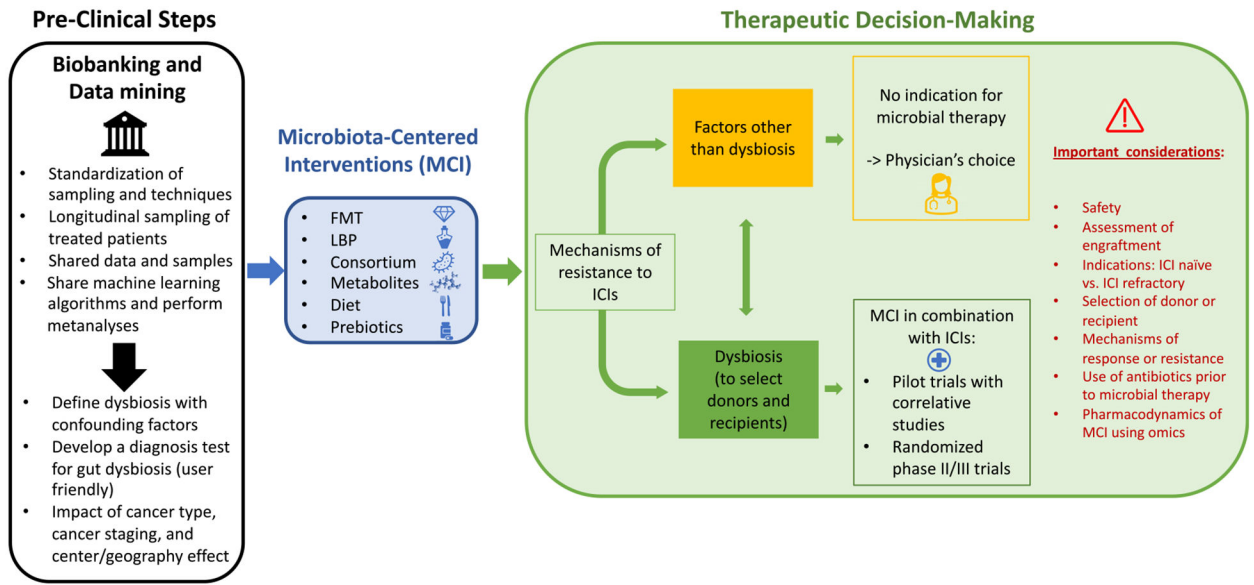 Pre-Clinical Steps
Biobanking and
Data mining
• Standardization of
sampling and techniques
• Longitudinal sampling of
treated patients
• Shared data and samples
• Share machine learning
algorithms and perform
metanalyses
• Define dysbiosis with
confounding factors
• Develop a diagnosis test
for gut dysbiosis (user
friendly)
• Impact of cancer type,
cancer staging, and
center/geography effect
Microbiota-Centered
Interventions (MCI)
• FMT
• LBP
• Consortium
• Metabolites
• Diet
• Prebiotics
Therapeutic Decision-Making
Mechanisms of
resistance to
ICIs
Factors other
than dysbiosis
No indication for
microbial therapy
-> Physician's choice
Dysbiosis
(to select
donors and
recipients)
MCI in combination
with ICIs:
• Pilot trials with
correlative
studies
• Randomized
phase II/III trials
Important considerations:
• Safety
• Assessment of
engraftment
• Indications: ICI naïve
vs. ICI refractory
• Selection of donor or
recipient
• Mechanisms of
response or resistance
• Use of antibiotics prior
to microbial therapy
• Pharmacodynamics of
MCI using omics